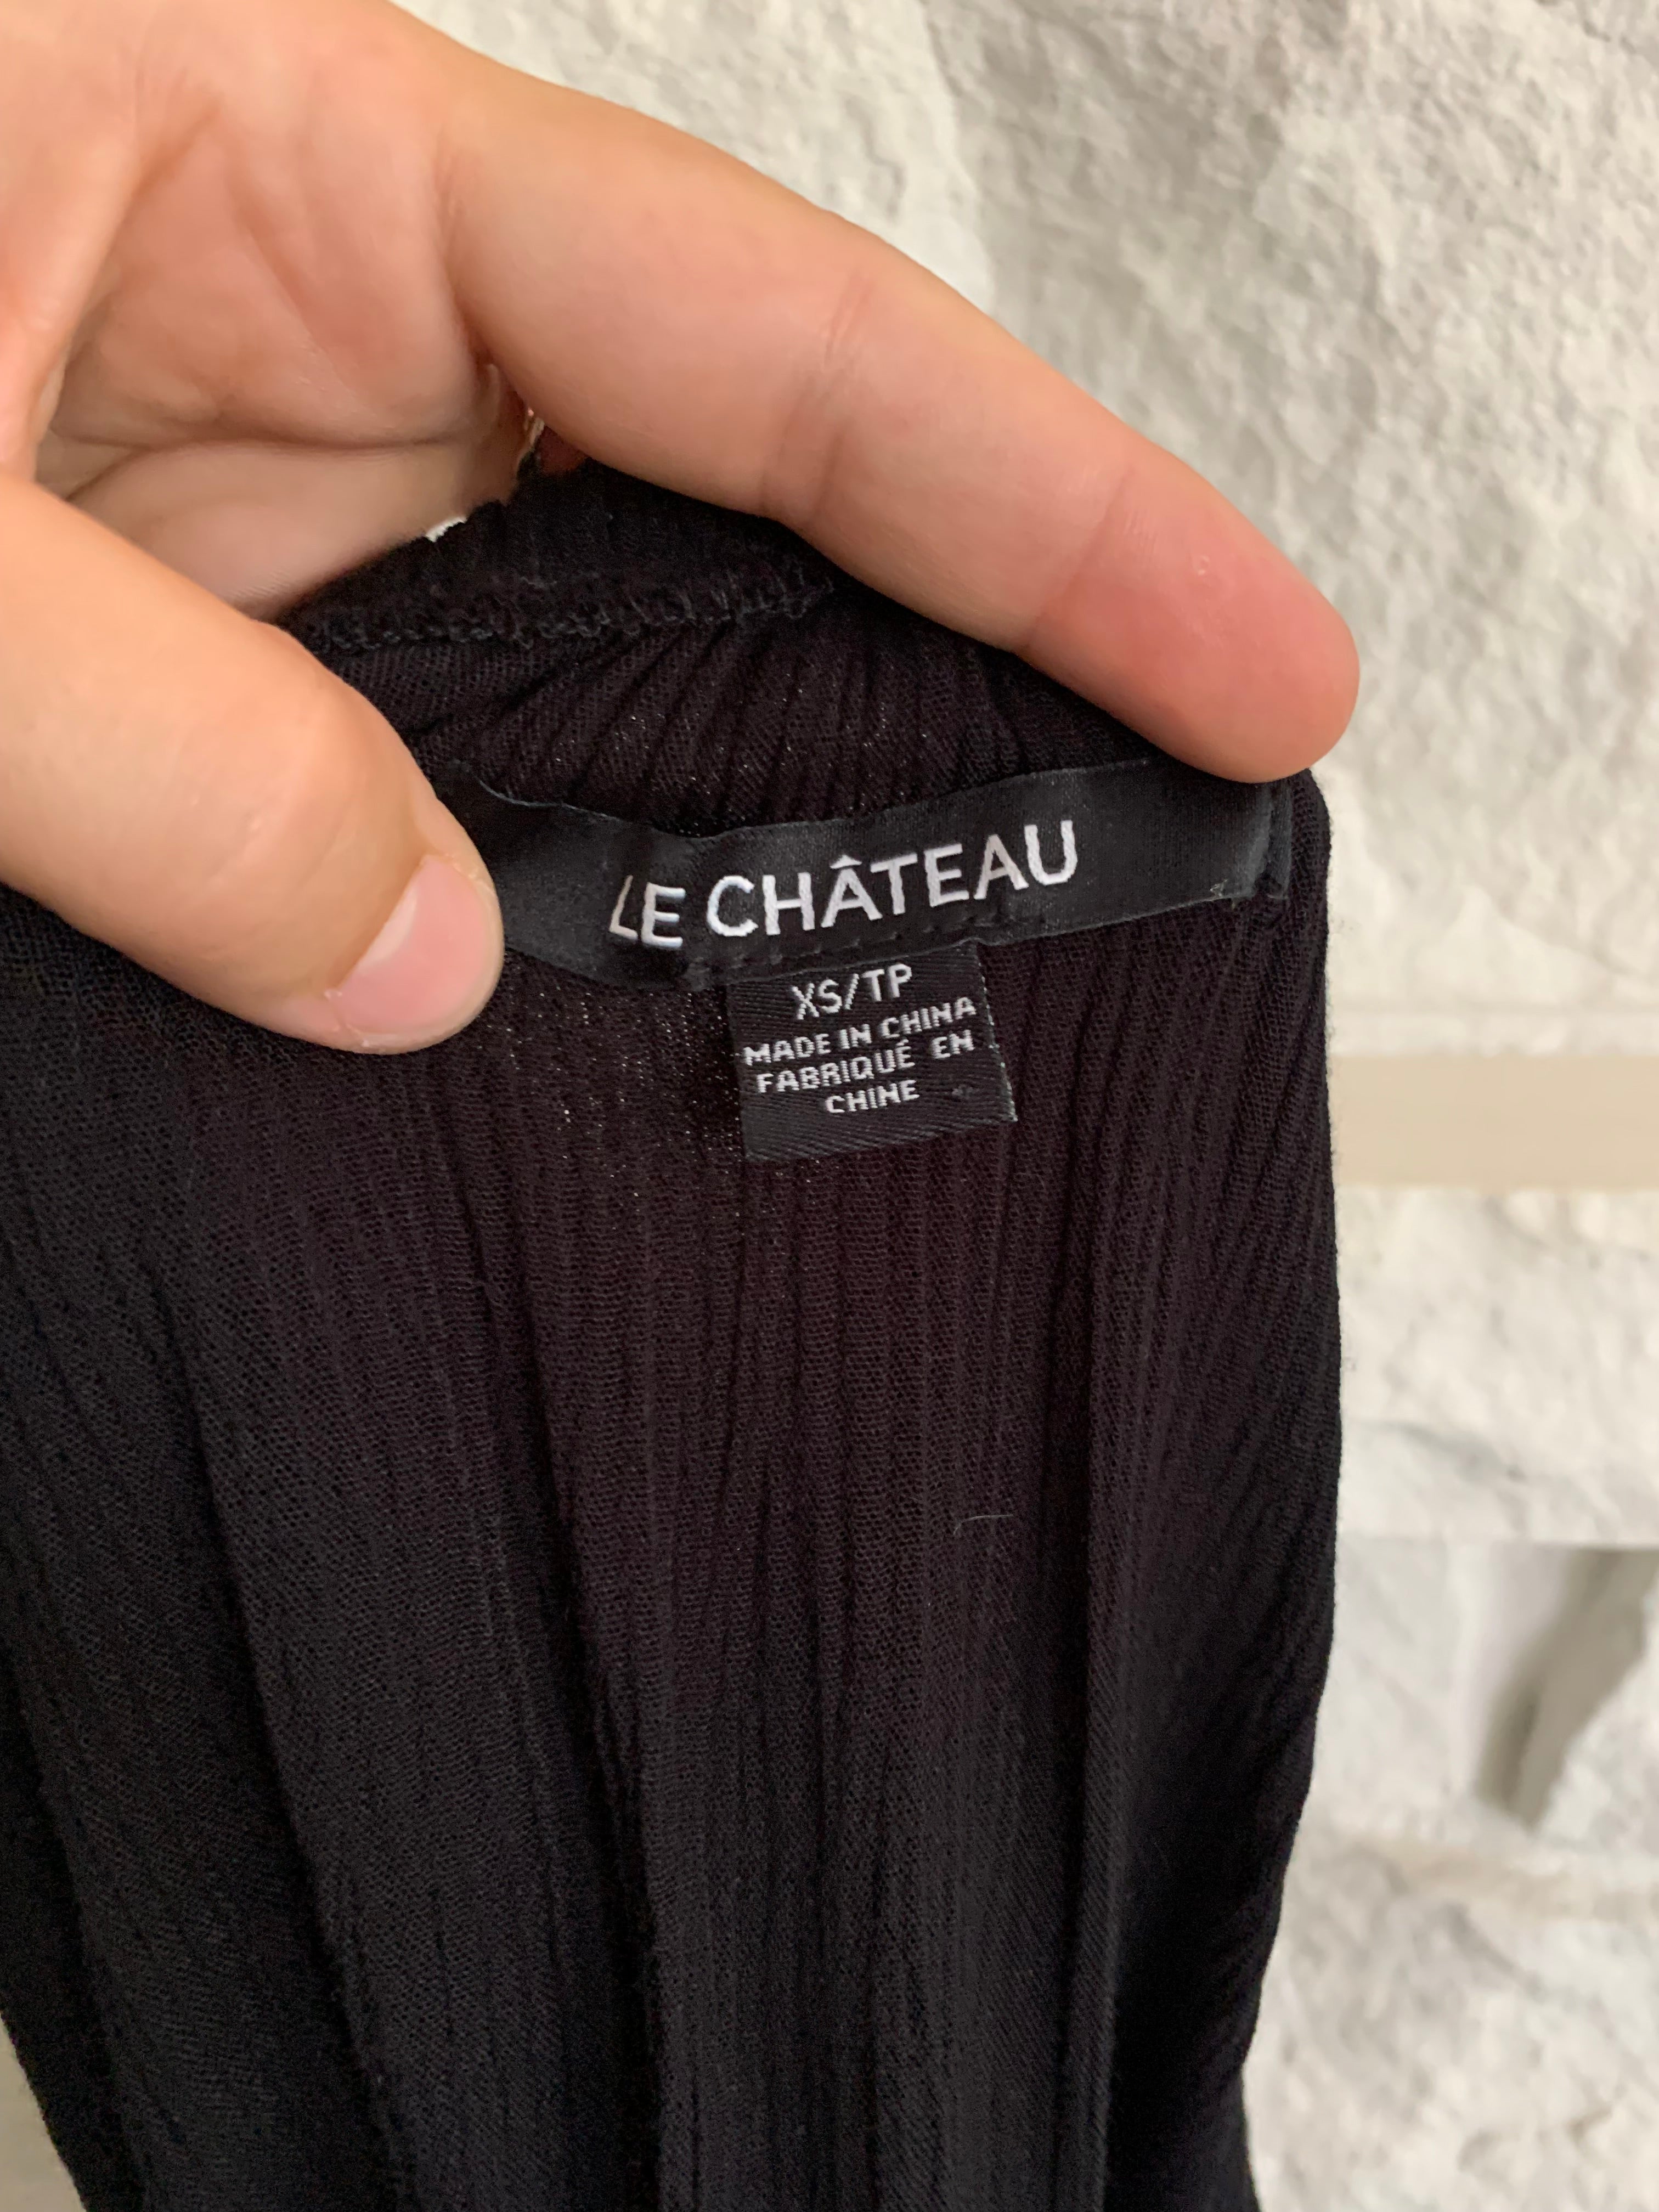 LE CHÂTEAU
XS/TP
MADE IN CHINA
FABRIQUÉ EN
CHINE